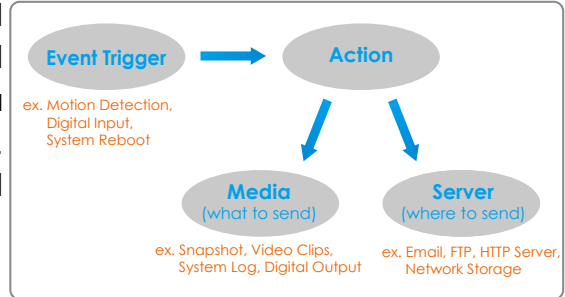 Event Trigger
Action
ex. Motion Detection,
Digital Input,
System Reboot
Media
(what to send)
Server
(where to send)
ex. Snapshot, Video Clips,
System Log, Digital Output
ex. Email, FTP, HTTP Server,
Network Storage